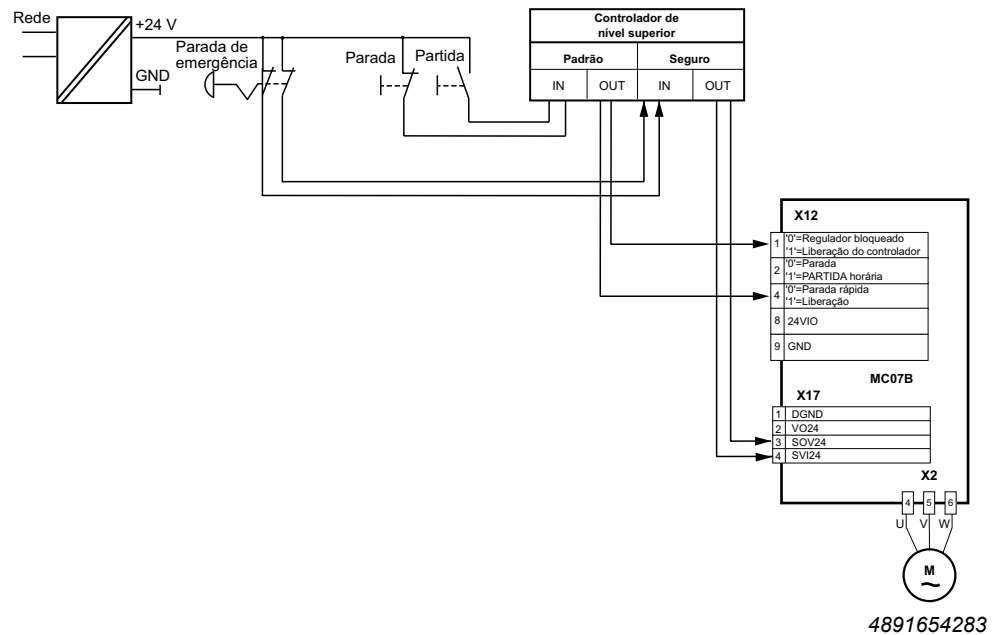 Rede
+24 V
GND
Parada de
emergência
Parada
Partida
Controlador de
nível superior
Padrão
Seguro
IN
OUT
IN
OUT
X12
1
'0'=Regulador bloqueado
'1'=Liberação do controlador
2
'0'=Parada
'1'=PARTIDA horária
4
'0'=Parada rápida
'1'=Liberação
8 24VIO
9 GND
MC07B
X17
1 DGND
2 VO24
3 SOV24
4 SVI24
X2
4 5 6
U V W
M
~
4891654283